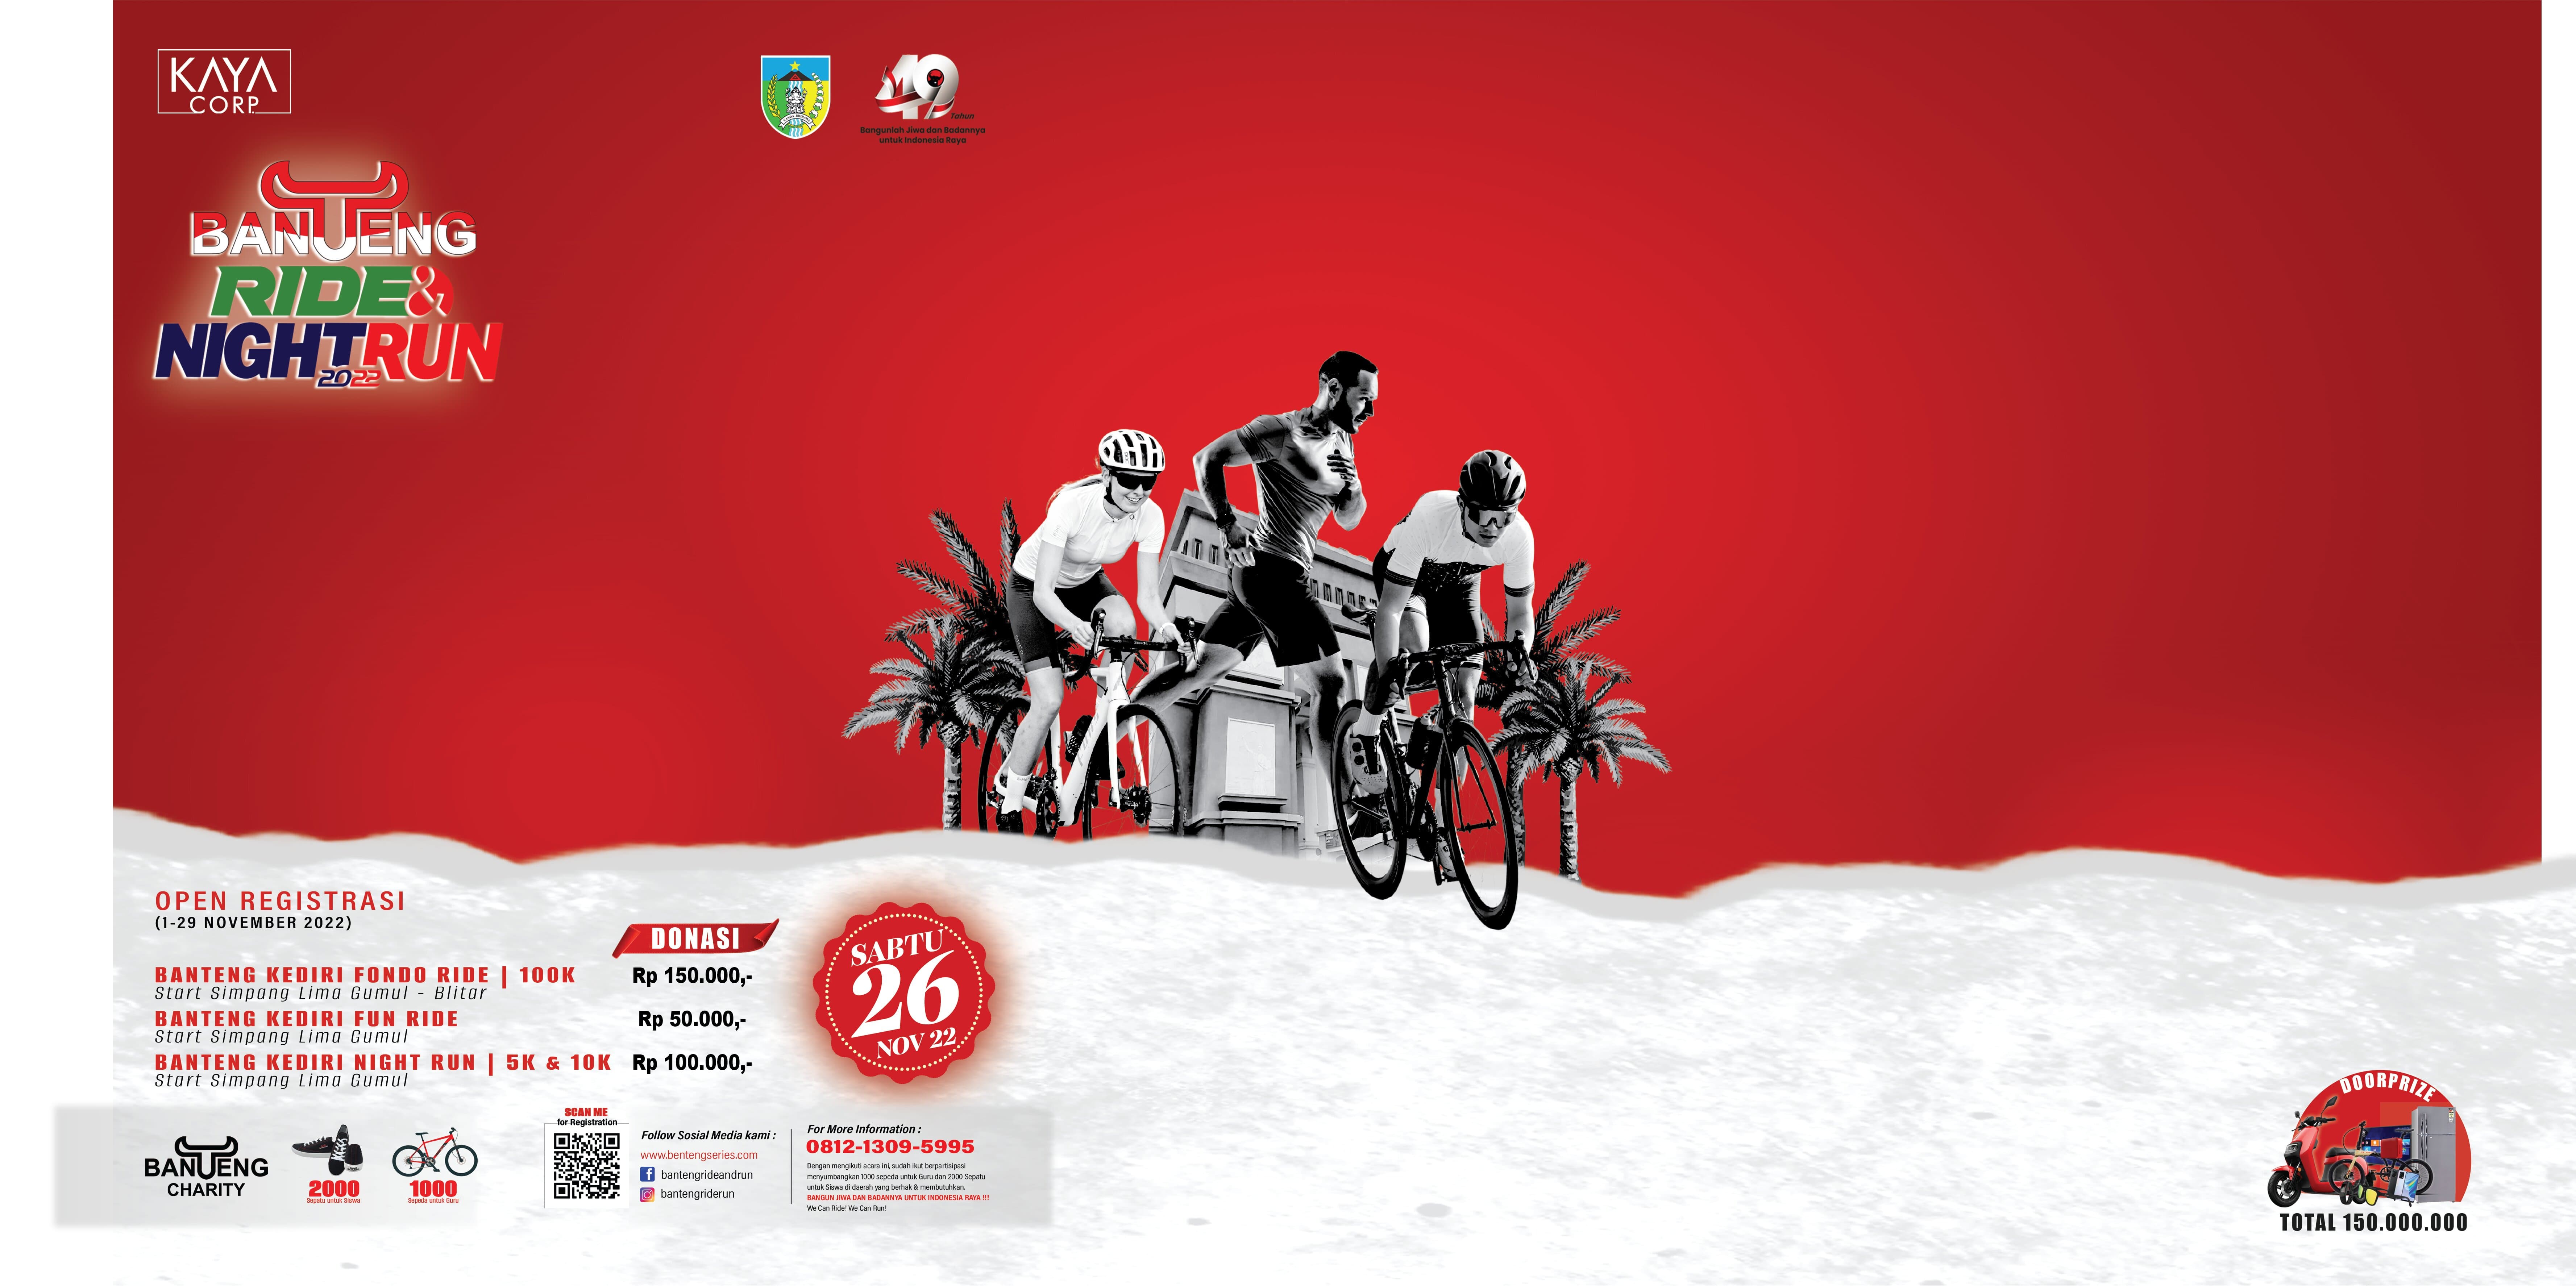 KAYA
CORP.
49
Tahun
Bangunlah Jiwa dan Badannya
untuk Indonesia Raya
BANTENG
RIDE &
NIGHT RUN
2022
OPEN REGISTRASI
(1-29 NOVEMBER 2022)
DONASI
BANTENG KEDIRI FONDO RIDE | 100K Rp 150.000,-
Start Simpang Lima Gumul - Blitar
BANTENG KEDIRI FUN RIDE Rp 50.000,-
Start Simpang Lima Gumul
BANTENG KEDIRI NIGHT RUN | 5K & 10K Rp 100.000,-
Start Simpang Lima Gumul
SABTU
26
NOV 22
BANTENG
CHARITY
2000
Sepatu untuk Siswa
1000
Sepeda untuk Guru
SCAN ME
for Registration
Follow Sosial Media kami :
www.bentengseries.com
bantengrideandrun
bantengriderun
For More Information :
0812-1309-5995
Dengan mengikuti acara ini, sudah ikut berpartisipasi
menyumbangkan 1000 sepeda untuk Guru dan 2000 Sepatu
untuk Siswa di daerah yang berhak & membutuhkan.
BANGUN JIWA DAN BADANNYA UNTUK INDONESIA RAYA !!!
We Can Ride! We Can Run!
DOORPRIZE
TOTAL 150.000.000